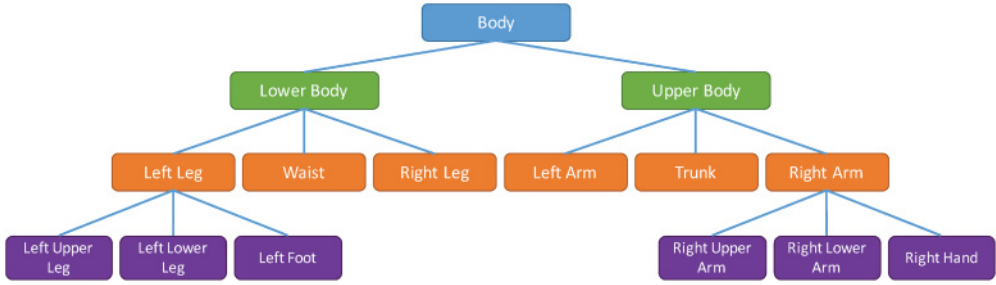 Body
Lower Body
Upper Body
Left Leg
Waist
Right Leg
Left Arm
Trunk
Right Arm
Left Upper
Leg
Left Lower
Leg
Left Foot
Right Upper
Arm
Right Lower
Arm
Right Hand